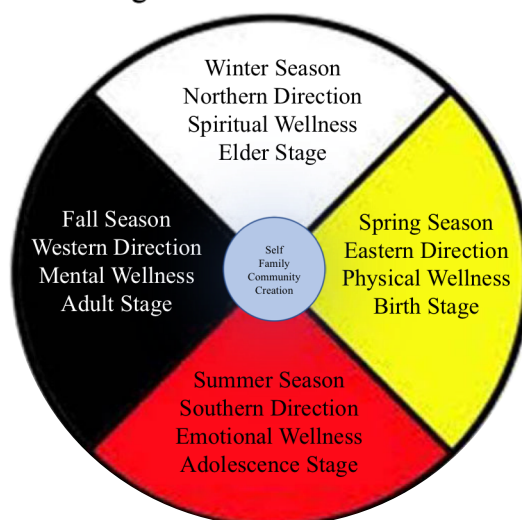 Winter Season
Northern Direction
Spiritual Wellness
Elder Stage
Fall Season
Western Direction
Mental Wellness
Adult Stage
Self
Family
Community
Creation
Spring Season
Eastern Direction
Physical Wellness
Birth Stage
Summer Season
Southern Direction
Emotional Wellness
Adolescence Stage